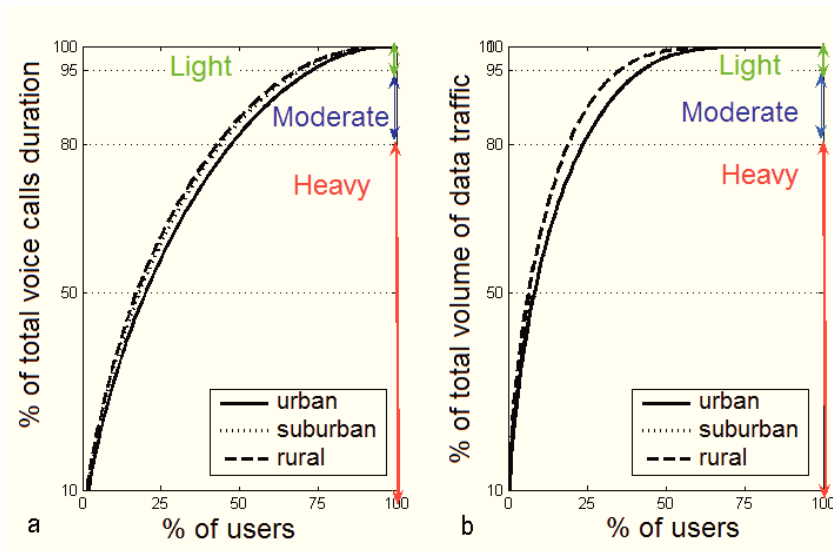 % of total voice calls duration
100
95
80
50
10
Light
Moderate
Heavy
urban
suburban
rural
0
25
50
75
100
a
% of users
% of total volume of data traffic
100
95
80
50
10
Light
Moderate
Heavy
urban
suburban
rural
0
25
50
75
100
b
% of users